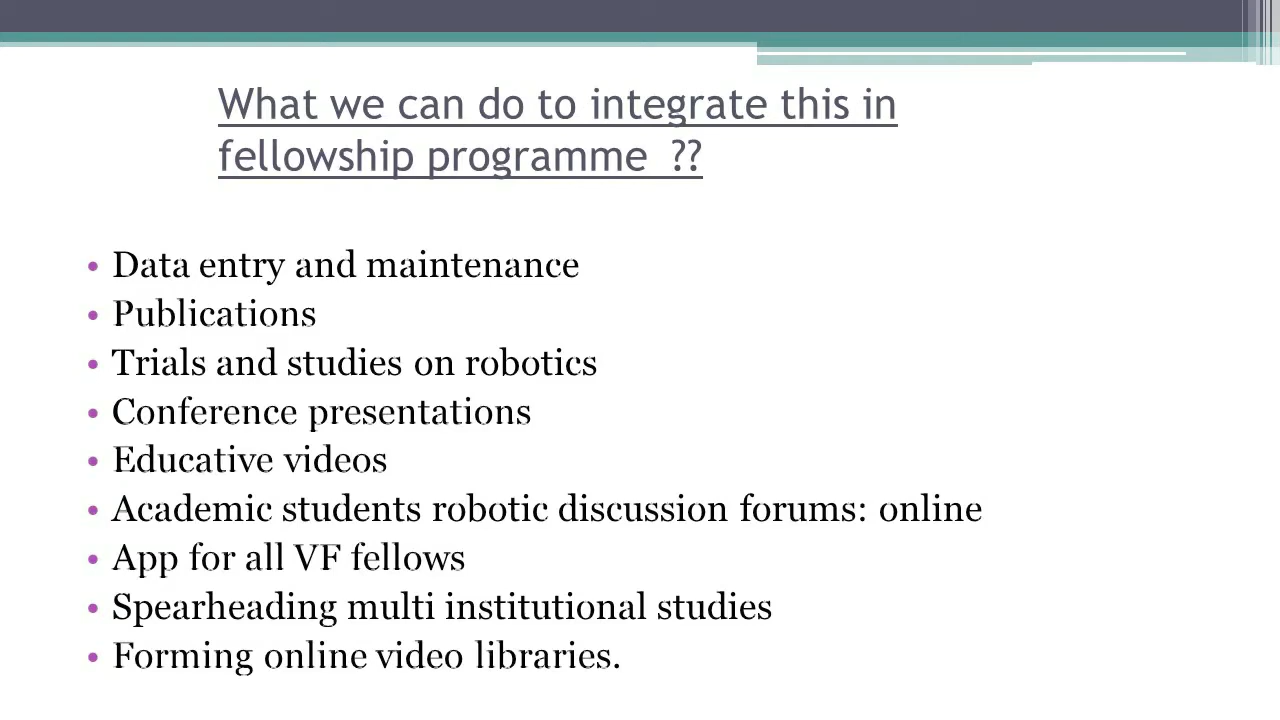 What we can do to integrate this in
fellowship programme ??
• Data entry and maintenance
• Publications
• Trials and studies on robotics
• Conference presentations
• Educative videos
• Academic students robotic discussion forums: online
• App for all VF fellows
• Spearheading multi institutional studies
• Forming online video libraries.